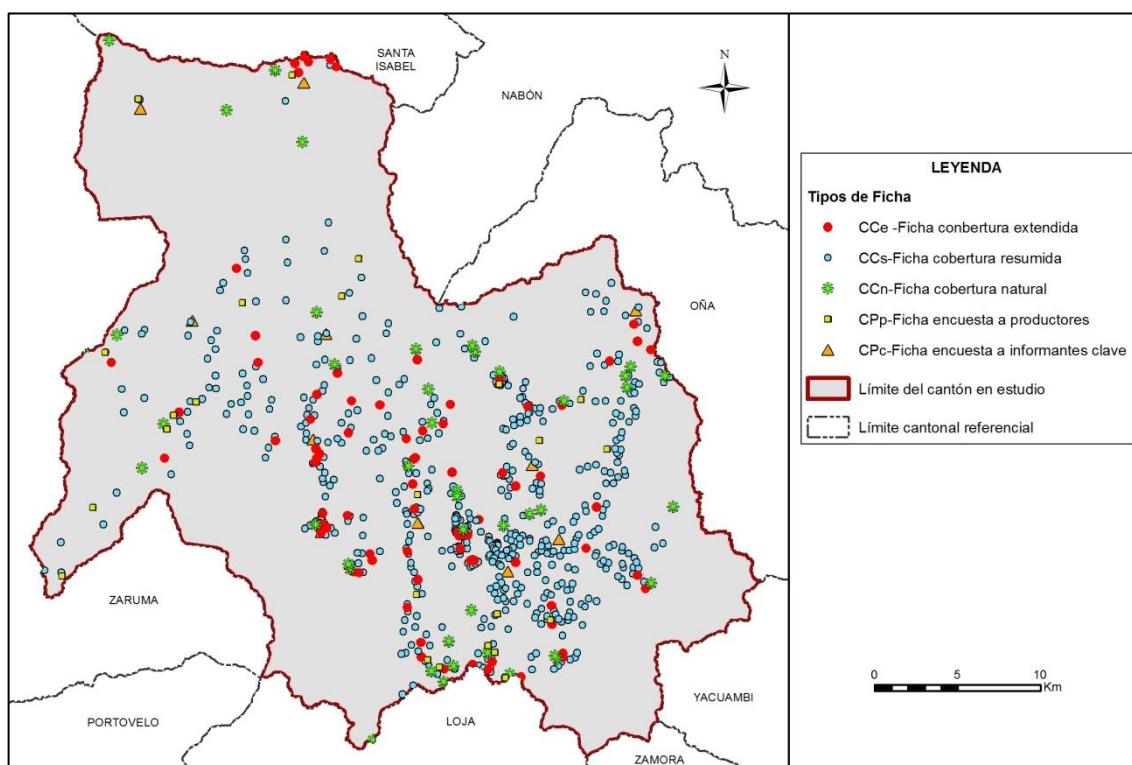 SANTA
ISABEL
NABÓN
N
OÑA
ZARUMA
PORTOVELO
LOJA
YACUAMBI
ZAMORA
LEYENDA
Tipos de Ficha
CCe -Ficha conbertura extendida
CCs-Ficha cobertura resumida
CCn-Ficha cobertura natural
CPp-Ficha encuesta a productores
CPc-Ficha encuesta a informantes clave
Límite del cantón en estudio
Límite cantonal referencial
0 5 10
Km